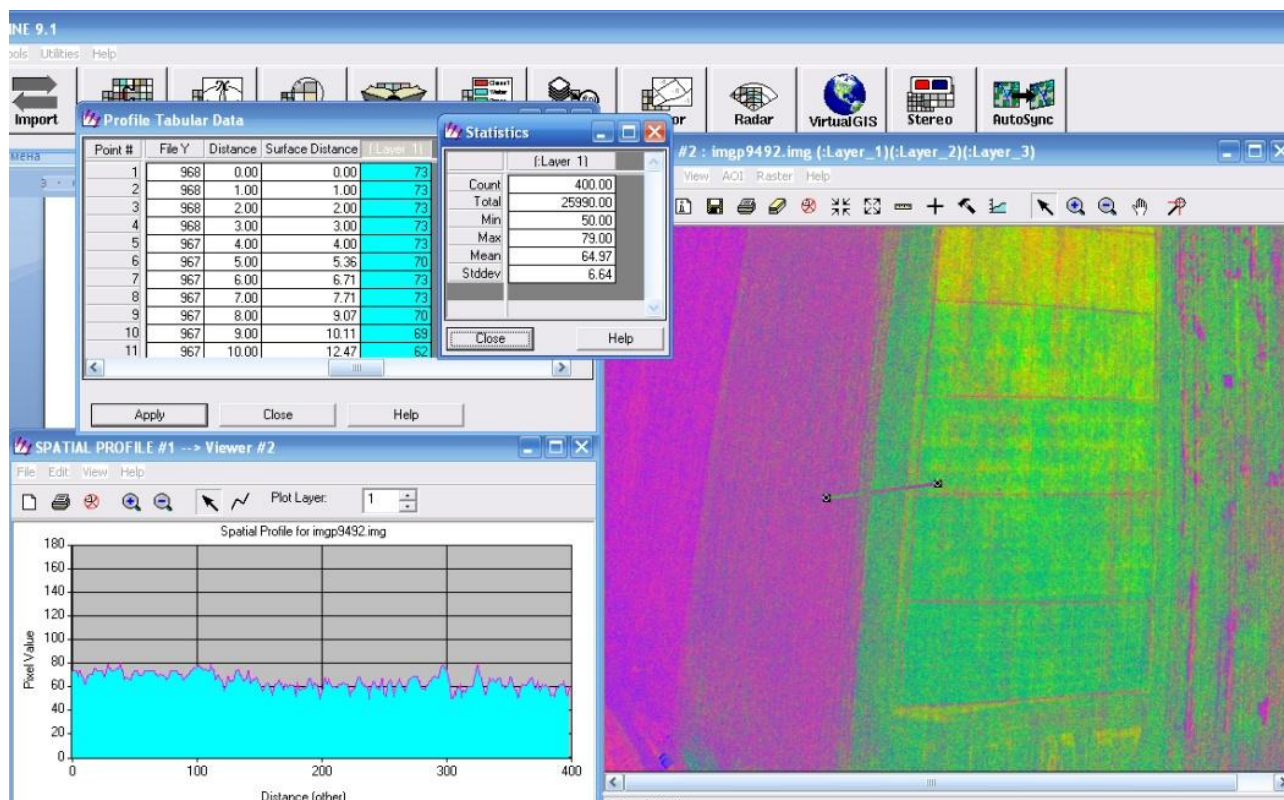 INE 9.1
ools Utilities Help
Import
or
Radar
VirtualGIS
Stereo
AutoSync
мена
Profile Tabular Data
Point # File Y Distance Surface Distance (:Layer 1)
1 968 0.00 0.00 73
2 968 1.00 1.00 73
3 968 2.00 2.00 73
4 968 3.00 3.00 73
5 967 4.00 4.00 73
6 967 5.00 5.36 70
7 967 6.00 6.71 73
8 967 7.00 7.71 73
9 967 8.00 9.07 70
10 967 9.00 10.11 69
11 967 10.00 12.47 62
Apply Close Help
Statistics
(:Layer 1)
Count 400.00
Total 25990.00
Min 50.00
Max 79.00
Mean 64.97
Stddev 6.64
Close Help
#2 : imgp9492.img (:Layer_1)(:Layer_2)(:Layer_3)
View AOI Raster Help
SPATIAL PROFILE #1 --> Viewer #2
File Edit View Help
Plot Layer: 1
Spatial Profile for imgp9492.img
Pixel Value
180
160
140
120
100
80
60
40
20
0
0 100 200 300 400
Distance (other)